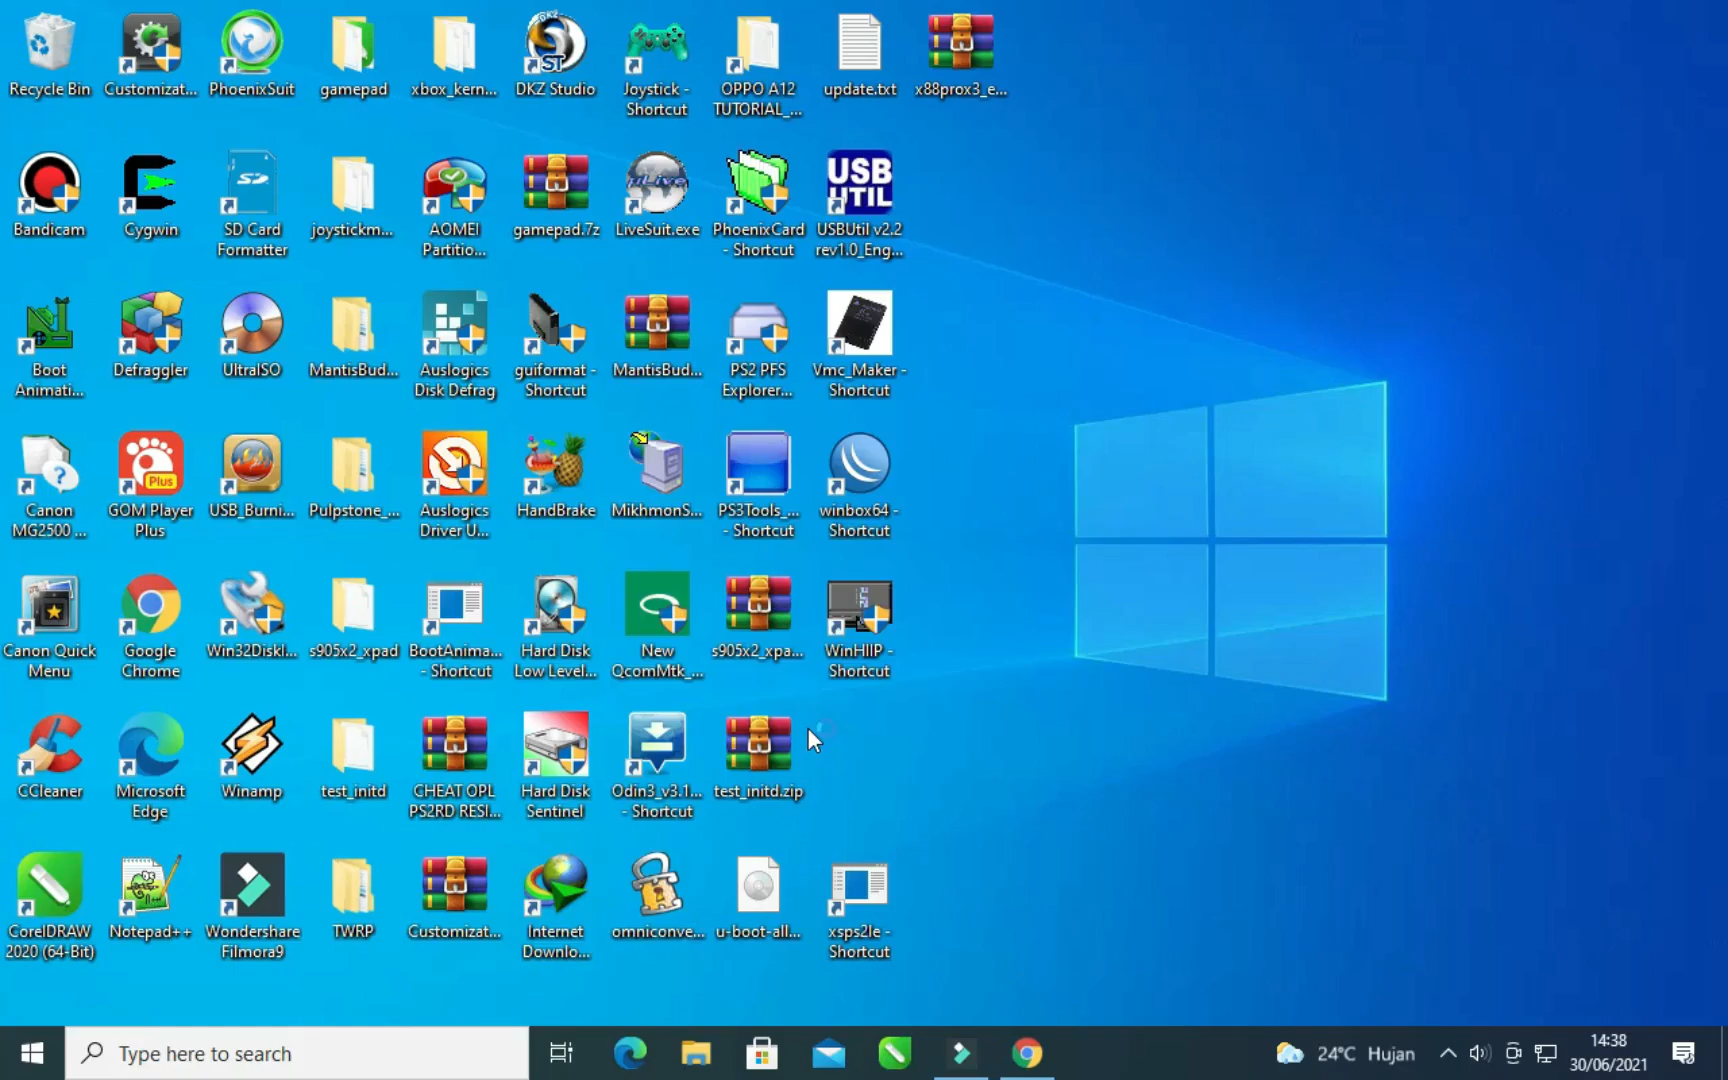 Recycle Bin
Customizat...
PhoenixSuit
gamepad
xbox_kern...
DKZ Studio
Joystick -
Shortcut
OPPO A12
TUTORIAL_...
update.txt
x88prox3_e...
Bandicam
Cygwin
SD Card
Formatter
joystickm...
AOMEI
Partitio...
gamepad.7z
LiveSuit.exe
PhoenixCard
- Shortcut
USB
UTIL
USBUtil v2.2
rev1.0_Eng...
Boot
Animati...
Defraggler
UltraISO
MantisBud...
Auslogics
Disk Defrag
guiformat -
Shortcut
MantisBud...
PS2 PFS
Explorer...
Vmc_Maker -
Shortcut
Canon
MG2500 ...
Plus
GOM Player
Plus
USB_Burni...
Pulpstone_...
Auslogics
Driver U...
HandBrake
MikhmonS...
PS3Tools_...
- Shortcut
winbox64 -
Shortcut
Canon Quick
Menu
Google
Chrome
Win32DiskI...
s905x2_xpad
BootAnima...
- Shortcut
Hard Disk
Low Level...
New
QcomMtk_...
s905x2_xpa...
WinHIIP -
Shortcut
CCleaner
Microsoft
Edge
Winamp
test_initd
CHEAT OPL
PS2RD RESI...
Hard Disk
Sentinel
Odin3_v3.1...
- Shortcut
test_initd.zip
CorelDRAW
2020 (64-Bit)
Notepad++
Wondershare
Filmora9
TWRP
Customizat...
Internet
Downlo...
omniconve...
u-boot-all...
xsps2le -
Shortcut
Type here to search
24°C Hujan
14:38
30/06/2021